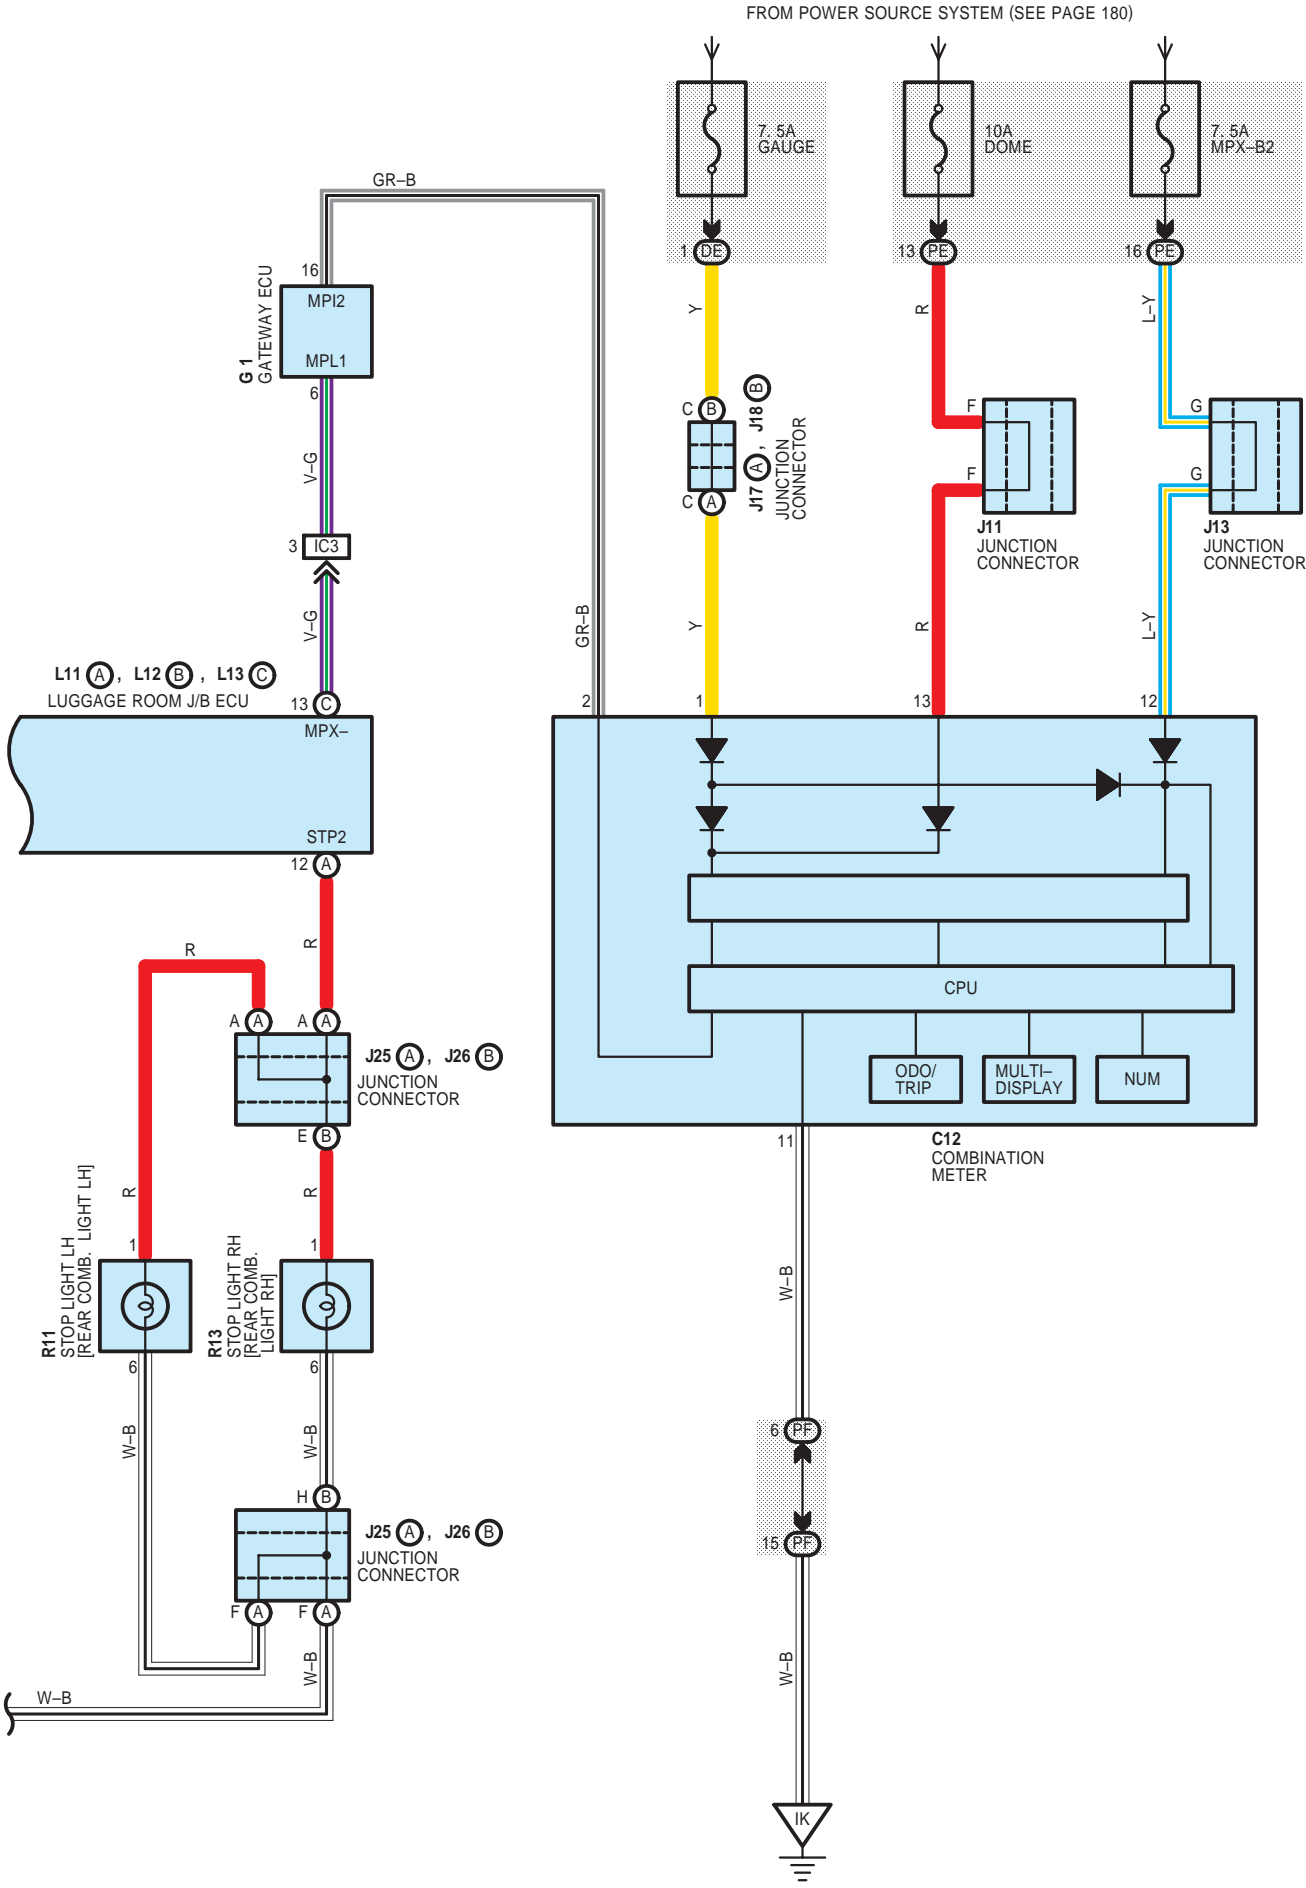 FROM POWER SOURCE SYSTEM (SEE PAGE 180)
7. 5A
GAUGE
10A
DOME
7. 5A
MPX–B2
1 DE
13 PE
16 PE
GR–B
16
MPI2
MPL1
6
G 1
GATEWAY ECU
Y
R
L–Y
C B
C A
J17 A , J18 B
JUNCTION
CONNECTOR
F
F
J11
JUNCTION
CONNECTOR
G
G
J13
JUNCTION
CONNECTOR
V–G
3 IC3
V–G
GR–B
Y
R
L–Y
L11 A , L12 B , L13 C
LUGGAGE ROOM J/B ECU
13 C
MPX–
STP2
12 A
2
1
13
12
CPU
ODO/
TRIP
MULTI–
DISPLAY
NUM
11
C12
COMBINATION
METER
R
R
A A
A A
J25 A , J26 B
JUNCTION
CONNECTOR
E B
R
R
1
1
R11
STOP LIGHT LH
[REAR COMB. LIGHT LH]
R13
STOP LIGHT RH
[REAR COMB.
LIGHT RH]
6
6
W–B
W–B
W–B
H B
J25 A , J26 B
JUNCTION
CONNECTOR
F A
F A
W–B
W–B
6 PF
15 PF
W–B
IK